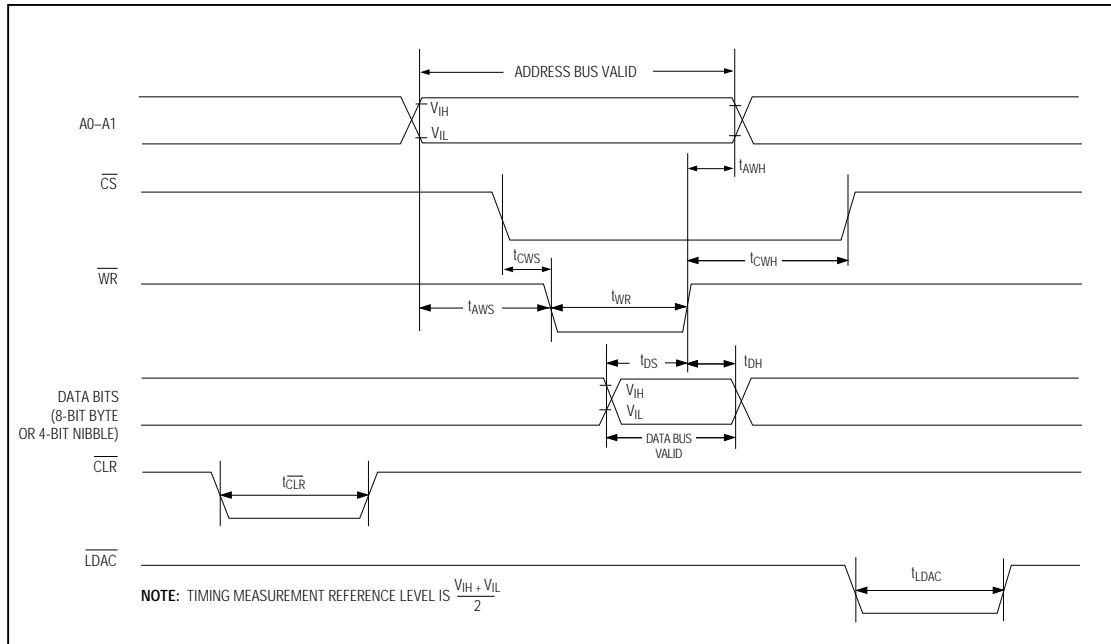 ADDRESS BUS VALID
A0–A1
VIH
VIL
tAWH
CS
tCWS
tCWH
WR
tAWS
tWR
tDS
tDH
DATA BITS
(8-BIT BYTE
OR 4-BIT NIBBLE)
VIH
VIL
DATA BUS
VALID
CLR
tCLR
LDAC
tLDAC
NOTE: TIMING MEASUREMENT REFERENCE LEVEL IS VIH + VIL
2